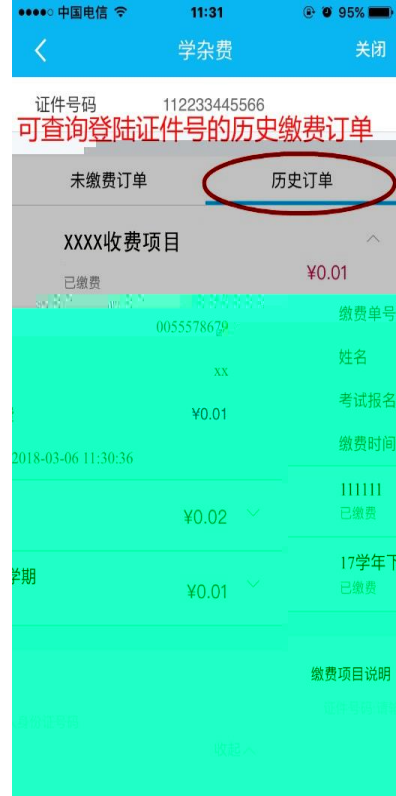 中国电信 11:31 95%
学杂费 关闭
证件号码 112233445566
可查询登陆证件号的历史缴费订单
未缴费订单 历史订单
XXXX收费项目
已缴费 ¥0.01
缴费单号
0055578679
姓名
xx
考试报名
¥0.01
缴费时间
2018-03-06 11:30:36
111111
已缴费
¥0.02
17学年下
学期
已缴费
¥0.01
缴费项目说明
收起